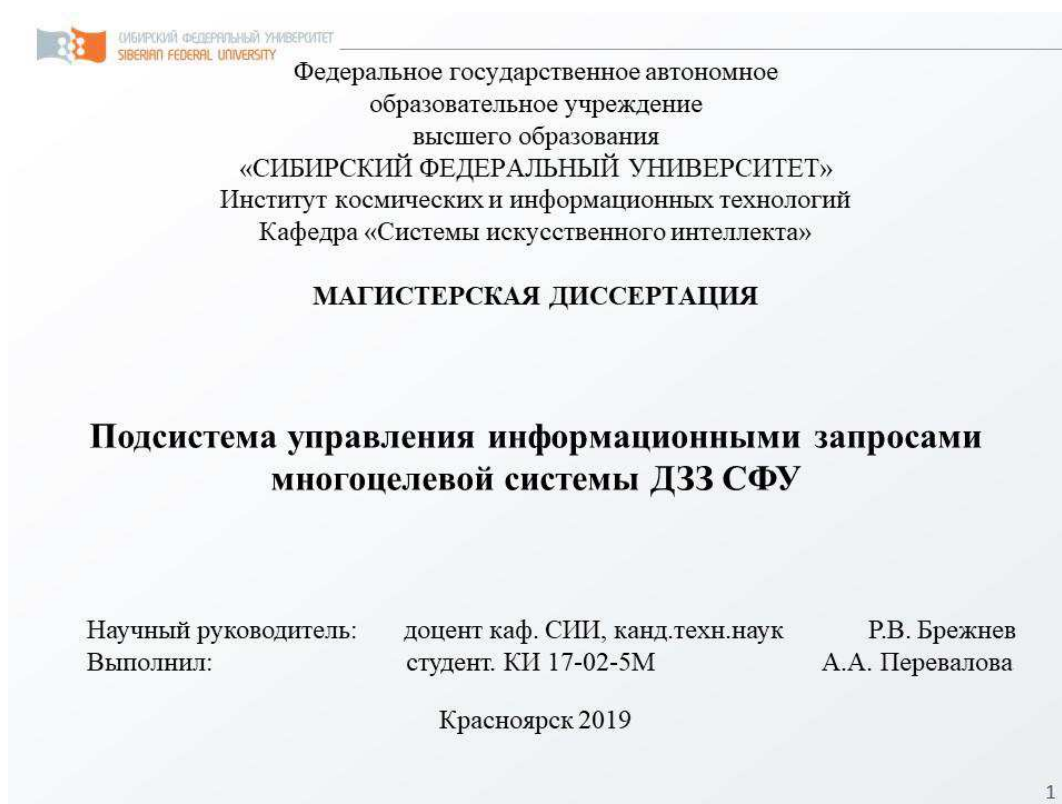 СИБИРСКИЙ ФЕДЕРАЛЬНЫЙ УНИВЕРСИТЕТ
SIBERIAN FEDERAL UNIVERSITY
Федеральное государственное автономное
образовательное учреждение
высшего образования
«СИБИРСКИЙ ФЕДЕРАЛЬНЫЙ УНИВЕРСИТЕТ»
Институт космических и информационных технологий
Кафедра «Системы искусственного интеллекта»
МАГИСТЕРСКАЯ ДИССЕРТАЦИЯ
Подсистема управления информационными запросами
многоцелевой системы ДЗЗ СФУ
Научный руководитель: доцент каф. СИИ, канд.техн.наук Р.В. Брежнев
Выполнил: студент. КИ 17-02-5М А.А. Перевалова
Красноярск 2019
1